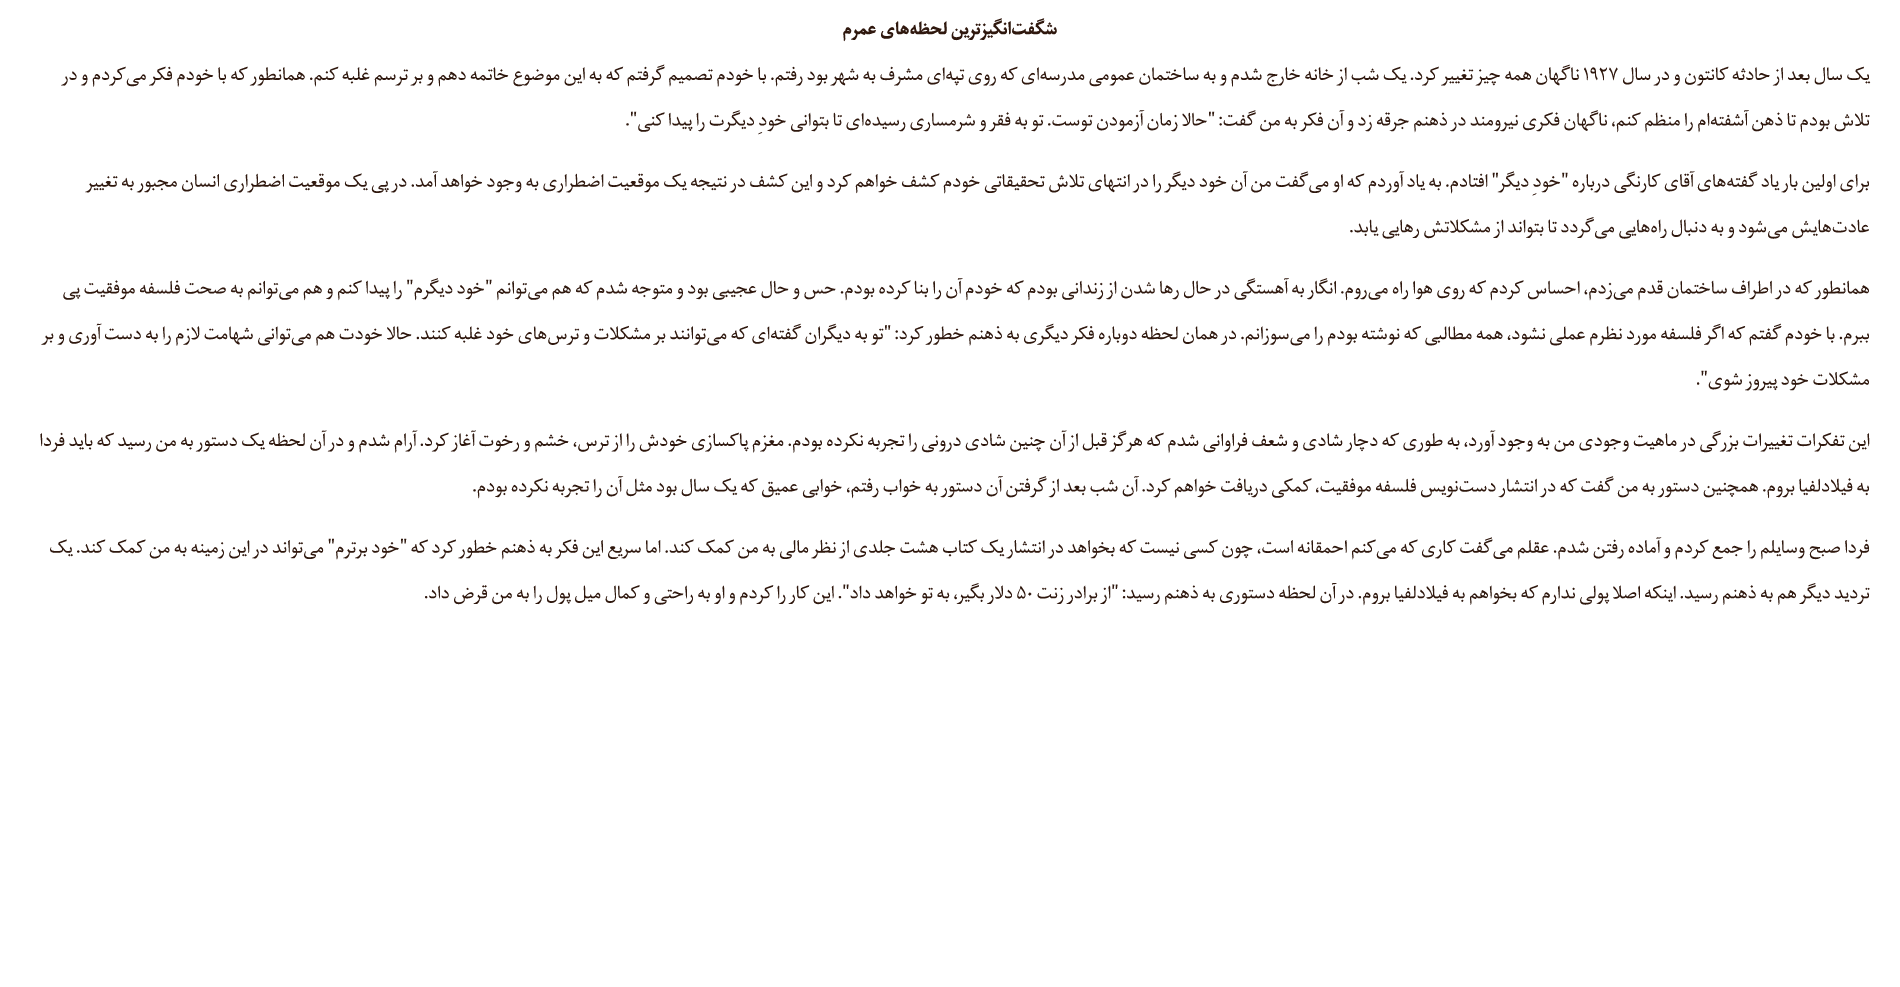 شگفت‌انگیزترین لحظه‌های عمرم
یک سال بعد از حادثه کانتون و در سال ۱۹۲۷ ناگهان همه چیز تغییر کرد. یک شب از خانه خارج شدم و به ساختمان عمومی مدرسه‌ای که روی تپه‌ای مشرف به شهر بود رفتم. با خودم تصمیم گرفتم که به این موضوع خاتمه دهم و بر ترسم غلبه کنم. همانطور که با خودم فکر می‌کردم و در
تلاش بودم تا ذهن آشفته‌ام را منظم کنم، ناگهان فکری نیرومند در ذهنم جرقه زد و آن فکر به من گفت: "حالا زمان آزمودن توست. تو به فقر و شرمساری رسیده‌ای تا بتوانی خودِ دیگرت را پیدا کنی".
برای اولین بار یاد گفته‌های آقای کارنگی درباره "خودِ دیگر" افتادم. به یاد آوردم که او می‌گفت من آن خود دیگر را در انتهای تلاش تحقیقاتی خودم کشف خواهم کرد و این کشف در نتیجه یک موقعیت اضطراری به وجود خواهد آمد. در پی یک موقعیت اضطراری انسان مجبور به تغییر
عادت‌هایش می‌شود و به دنبال راه‌هایی می‌گردد تا بتواند از مشکلاتش رهایی یابد.
همانطور که در اطراف ساختمان قدم می‌زدم، احساس کردم که روی هوا راه می‌روم. انگار به آهستگی در حال رها شدن از زندانی بودم که خودم آن را بنا کرده بودم. حس و حال عجیبی بود و متوجه شدم که هم می‌توانم "خود دیگرم" را پیدا کنم و هم می‌توانم به صحت فلسفه موفقیت پی
ببرم. با خودم گفتم که اگر فلسفه مورد نظرم عملی نشود، همه مطالبی که نوشته بودم را می‌سوزانم. در همان لحظه دوباره فکر دیگری به ذهنم خطور کرد: "تو به دیگران گفته‌ای که می‌توانند بر مشکلات و ترس‌های خود غلبه کنند. حالا خودت هم می‌توانی شهامت لازم را به دست آوری و بر
مشکلات خود پیروز شوی".
این تفکرات تغییرات بزرگی در ماهیت وجودی من به وجود آورد، به طوری که دچار شادی و شعف فراوانی شدم که هرگز قبل از آن چنین شادی درونی را تجربه نکرده بودم. مغزم پاکسازی خودش را از ترس، خشم و رخوت آغاز کرد. آرام شدم و در آن لحظه یک دستور به من رسید که باید فردا
به فیلادلفیا بروم. همچنین دستور به من گفت که در انتشار دست‌نویس فلسفه موفقیت، کمکی دریافت خواهم کرد. آن شب بعد از گرفتن آن دستور به خواب رفتم، خوابی عمیق که یک سال بود مثل آن را تجربه نکرده بودم.
فردا صبح وسایلم را جمع کردم و آماده رفتن شدم. عقلم می‌گفت کاری که می‌کنم احمقانه است، چون کسی نیست که بخواهد در انتشار یک کتاب هشت جلدی از نظر مالی به من کمک کند. اما سریع این فکر به ذهنم خطور کرد که "خود برترم" می‌تواند در این زمینه به من کمک کند. یک
تردید دیگر هم به ذهنم رسید. اینکه اصلا پولی ندارم که بخواهم به فیلادلفیا بروم. در آن لحظه دستوری به ذهنم رسید: "از برادر زنت ۵۰ دلار بگیر، به تو خواهد داد". این کار را کردم و او به راحتی و کمال میل پول را به من قرض داد.